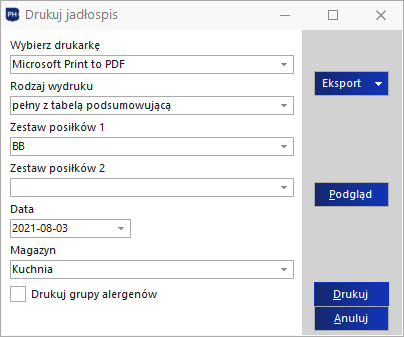 PH
Drukuj jadłospis
Wybierz drukarkę
Microsoft Print to PDF
Rodzaj wydruku
pełny z tabelą podsumowującą
Zestaw posiłków 1
BB
Zestaw posiłków 2
Data
2021-08-03
Magazyn
Kuchnia
Drukuj grupy alergenów
Eksport
Podgląd
Drukuj
Anuluj